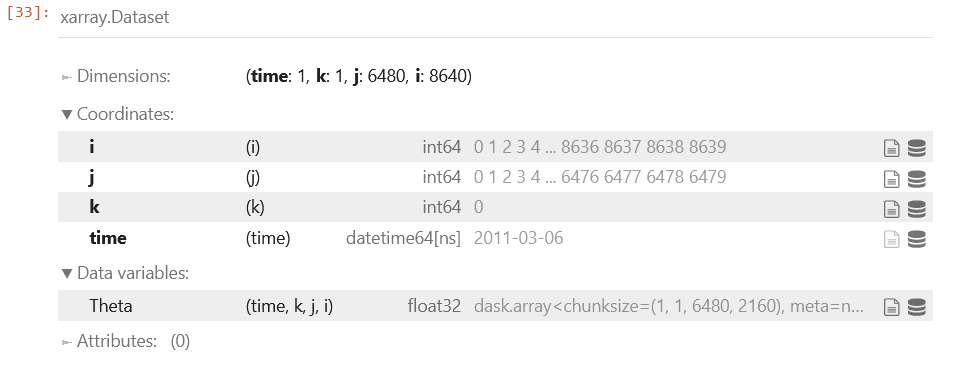 [33]: xarray.Dataset
► Dimensions: (time: 1, k: 1, j: 6480, i: 8640)
▼ Coordinates:
i (i) int64 0 1 2 3 4 ... 8636 8637 8638 8639
j (j) int64 0 1 2 3 4 ... 6476 6477 6478 6479
k (k) int64 0
time (time) datetime64[ns] 2011-03-06
▼ Data variables:
Theta (time, k, j, i) float32 dask.array<chunksize=(1, 1, 6480, 2160), meta=n...
► Attributes: (0)